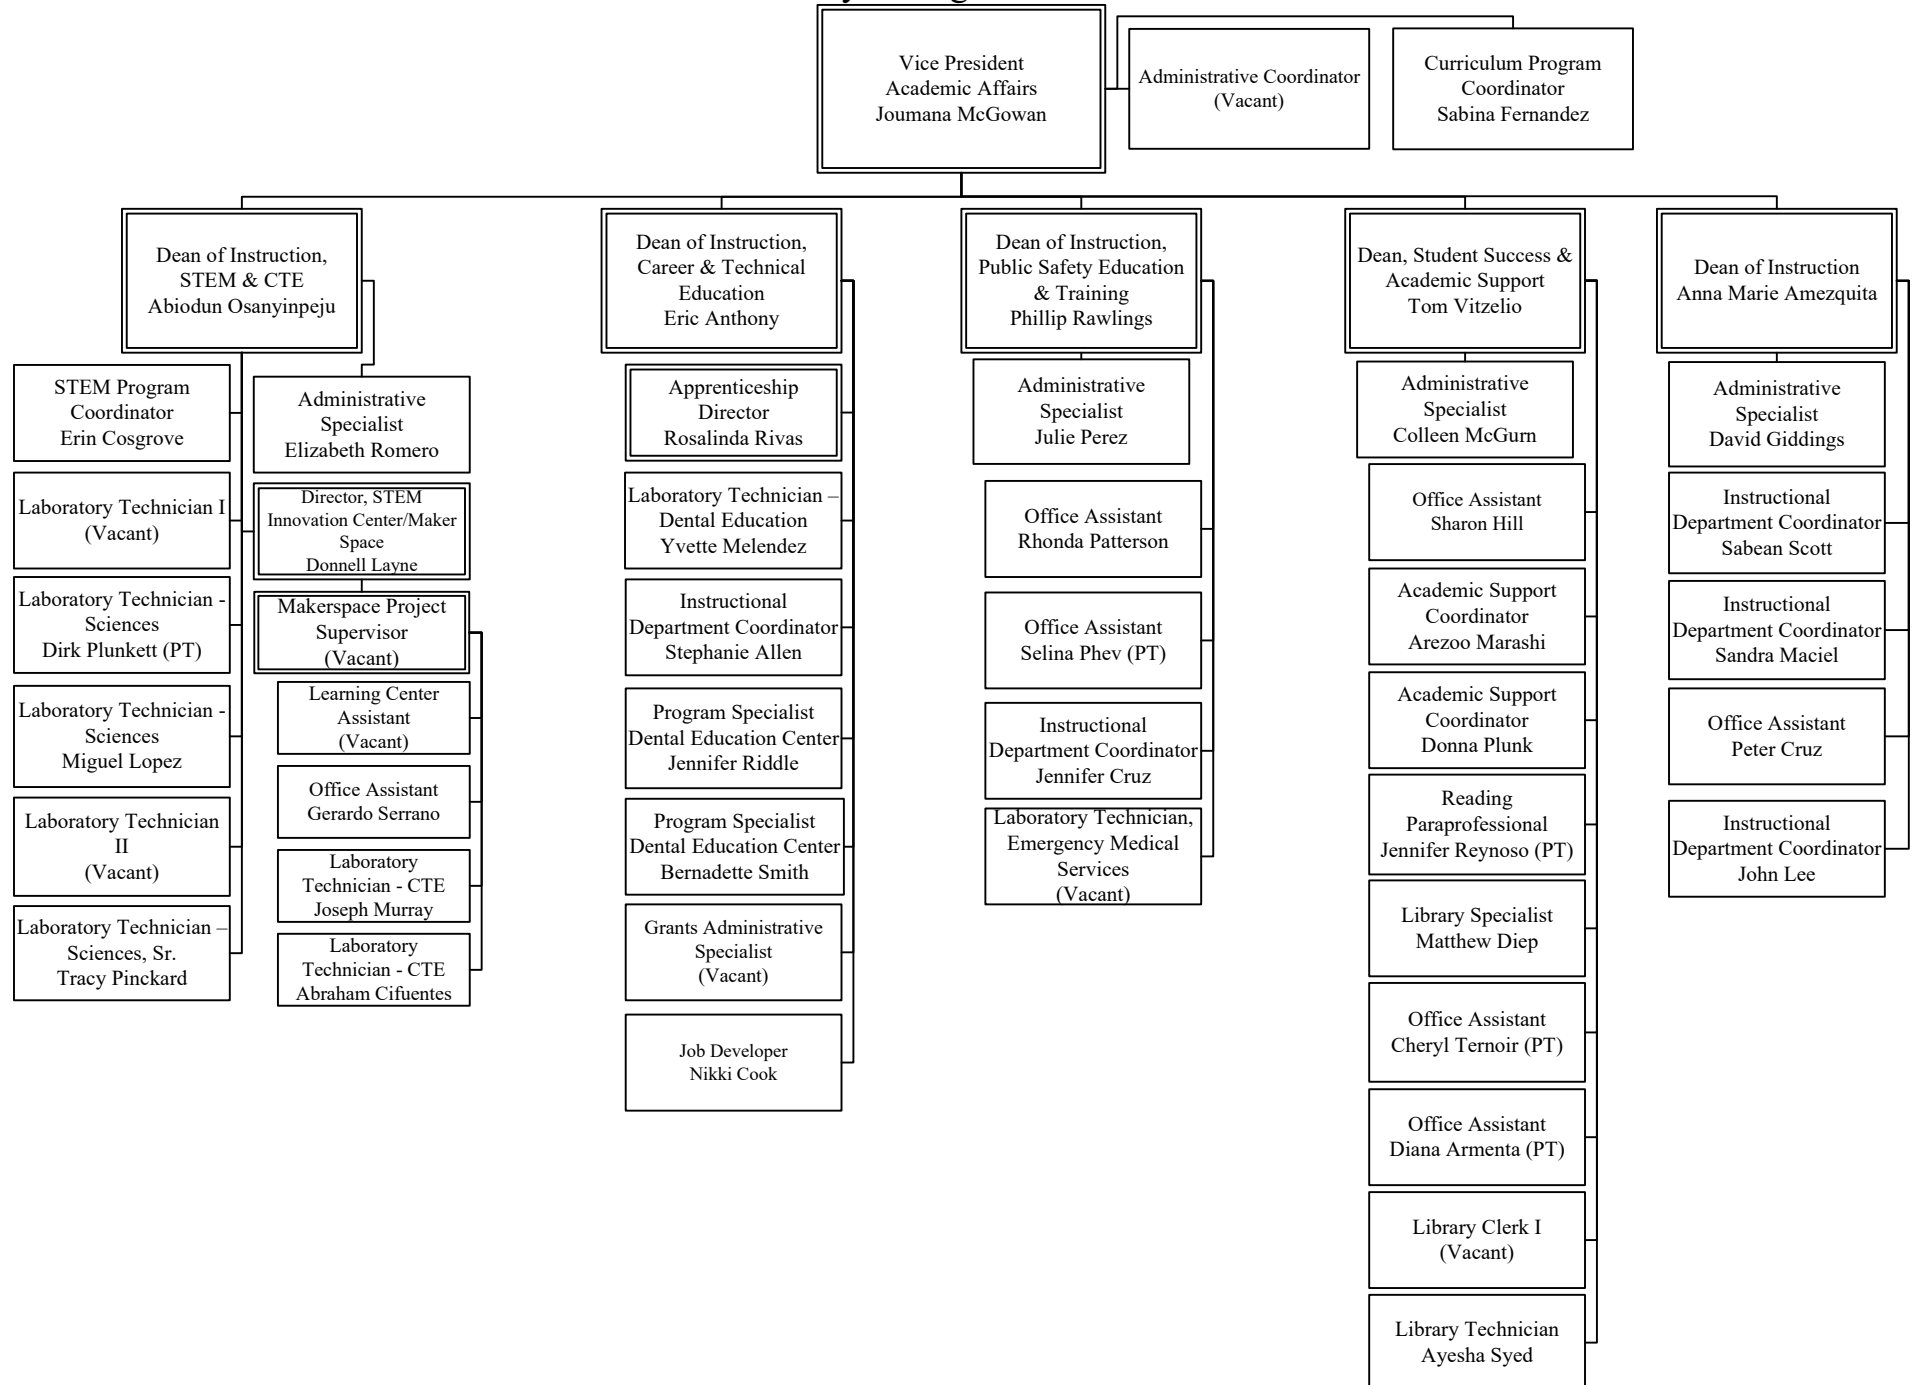 Vice President
Academic Affairs
Joumana McGowan
Administrative Coordinator
(Vacant)
Curriculum Program
Coordinator
Sabina Fernandez
Dean of Instruction,
STEM & CTE
Abiodun Osanyinpeju
STEM Program
Coordinator
Erin Cosgrove
Laboratory Technician I
(Vacant)
Laboratory Technician -
Sciences
Dirk Plunkett (PT)
Laboratory Technician -
Sciences
Miguel Lopez
Laboratory Technician
II
(Vacant)
Laboratory Technician –
Sciences, Sr.
Tracy Pinckard
Administrative
Specialist
Elizabeth Romero
Director, STEM
Innovation Center/Maker
Space
Donnell Layne
Makerspace Project
Supervisor
(Vacant)
Learning Center
Assistant
(Vacant)
Office Assistant
Gerardo Serrano
Laboratory
Technician - CTE
Joseph Murray
Laboratory
Technician - CTE
Abraham Cifuentes
Dean of Instruction,
Career & Technical
Education
Eric Anthony
Apprenticeship
Director
Rosalinda Rivas
Laboratory Technician –
Dental Education
Yvette Melendez
Instructional
Department Coordinator
Stephanie Allen
Program Specialist
Dental Education Center
Jennifer Riddle
Program Specialist
Dental Education Center
Bernadette Smith
Grants Administrative
Specialist
(Vacant)
Job Developer
Nikki Cook
Dean of Instruction,
Public Safety Education
& Training
Phillip Rawlings
Administrative
Specialist
Julie Perez
Office Assistant
Rhonda Patterson
Office Assistant
Selina Phev (PT)
Instructional
Department Coordinator
Jennifer Cruz
Laboratory Technician,
Emergency Medical
Services
(Vacant)
Dean, Student Success &
Academic Support
Tom Vitzelio
Administrative
Specialist
Colleen McGurn
Office Assistant
Sharon Hill
Academic Support
Coordinator
Arezoo Marashi
Academic Support
Coordinator
Donna Plunk
Reading
Paraprofessional
Jennifer Reynoso (PT)
Library Specialist
Matthew Diep
Office Assistant
Cheryl Ternoir (PT)
Office Assistant
Diana Armenta (PT)
Library Clerk I
(Vacant)
Library Technician
Ayesha Syed
Dean of Instruction
Anna Marie Amezquita
Administrative
Specialist
David Giddings
Instructional
Department Coordinator
Sabean Scott
Instructional
Department Coordinator
Sandra Maciel
Office Assistant
Peter Cruz
Instructional
Department Coordinator
John Lee